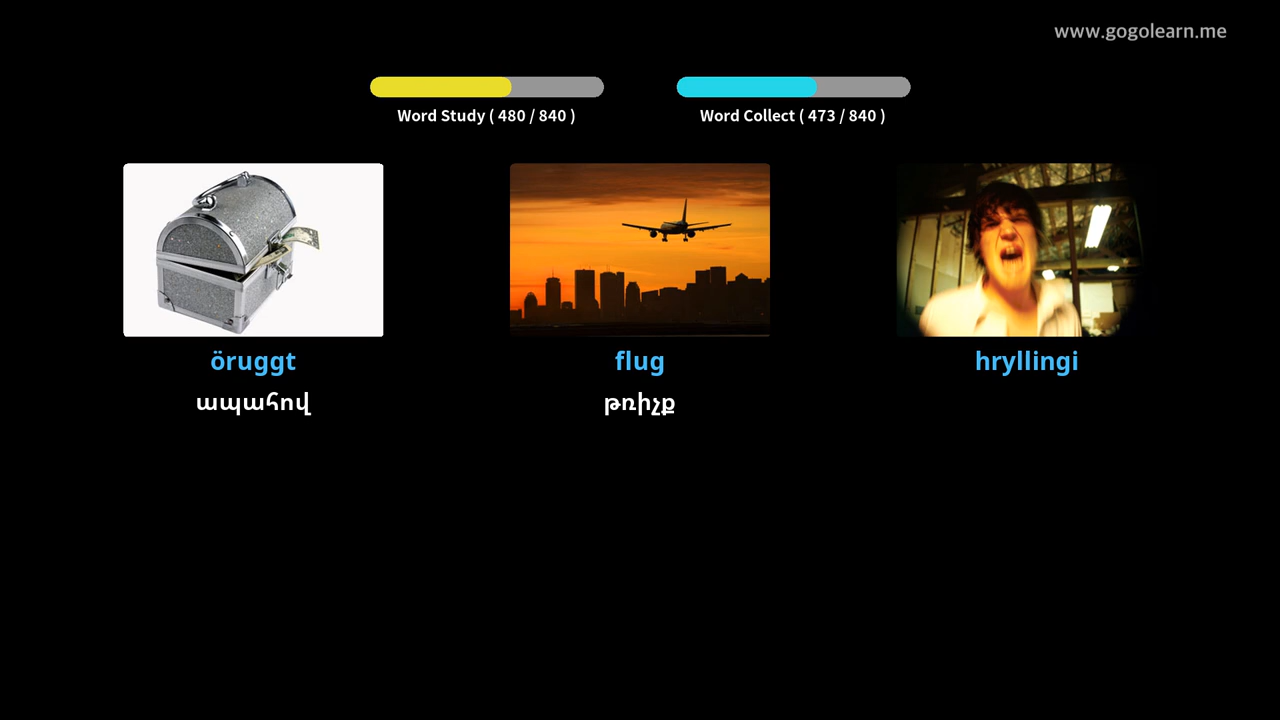 www.gogolearn.me
Word Study ( 480 / 840 )
Word Collect ( 473 / 840 )
öruggt
flug
hryllingi
ապահով
թռիչք